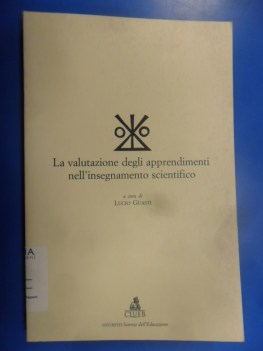 La valutazione degli apprendimenti
nell'insegnamento scientifico
a cura di
LUCIO GUASTI
CLUEB